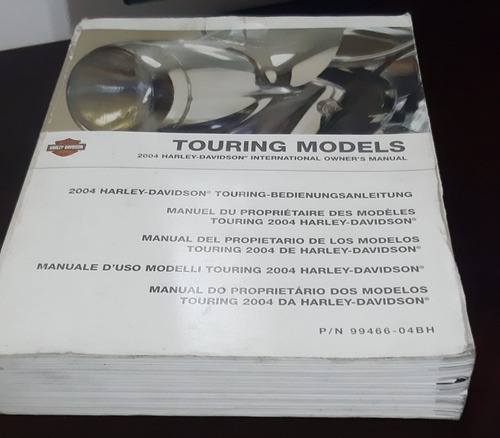 HARLEY-DAVIDSON
TOURING MODELS
2004 HARLEY-DAVIDSON® INTERNATIONAL OWNER'S MANUAL
2004 HARLEY-DAVIDSON® TOURING-BEDIENUNGSANLEITUNG
MANUEL DU PROPRIÉTAIRE DES MODÈLES
TOURING 2004 HARLEY-DAVIDSON®
MANUAL DEL PROPIETARIO DE LOS MODELOS
TOURING 2004 DE HARLEY-DAVIDSON®
MANUALE D'USO MODELLI TOURING 2004 HARLEY-DAVIDSON®
MANUAL DO PROPRIETÁRIO DOS MODELOS
TOURING 2004 DA HARLEY-DAVIDSON®
P/N 99466-04BH